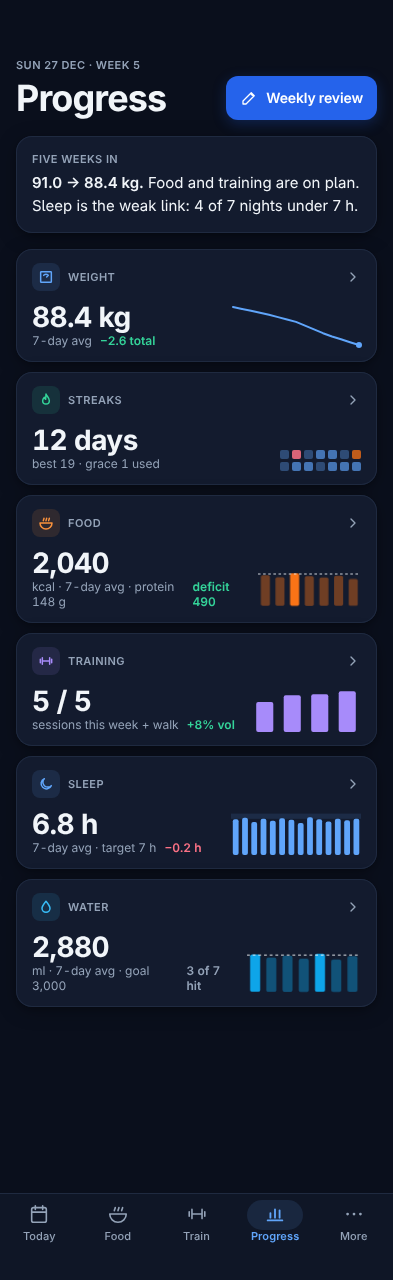 SUN 27 DEC · WEEK 5
Progress
Weekly review
FIVE WEEKS IN
91.0 → 88.4 kg. Food and training are on plan.
Sleep is the weak link: 4 of 7 nights under 7 h.
WEIGHT
88.4 kg
7-day avg −2.6 total
STREAKS
12 days
best 19 · grace 1 used
FOOD
2,040
kcal · 7-day avg · protein
148 g
deficit
490
TRAINING
5 / 5
sessions this week + walk +8% vol
SLEEP
6.8 h
7-day avg · target 7 h −0.2 h
WATER
2,880
ml · 7-day avg · goal
3,000
3 of 7
hit
Today
Food
Train
Progress
More